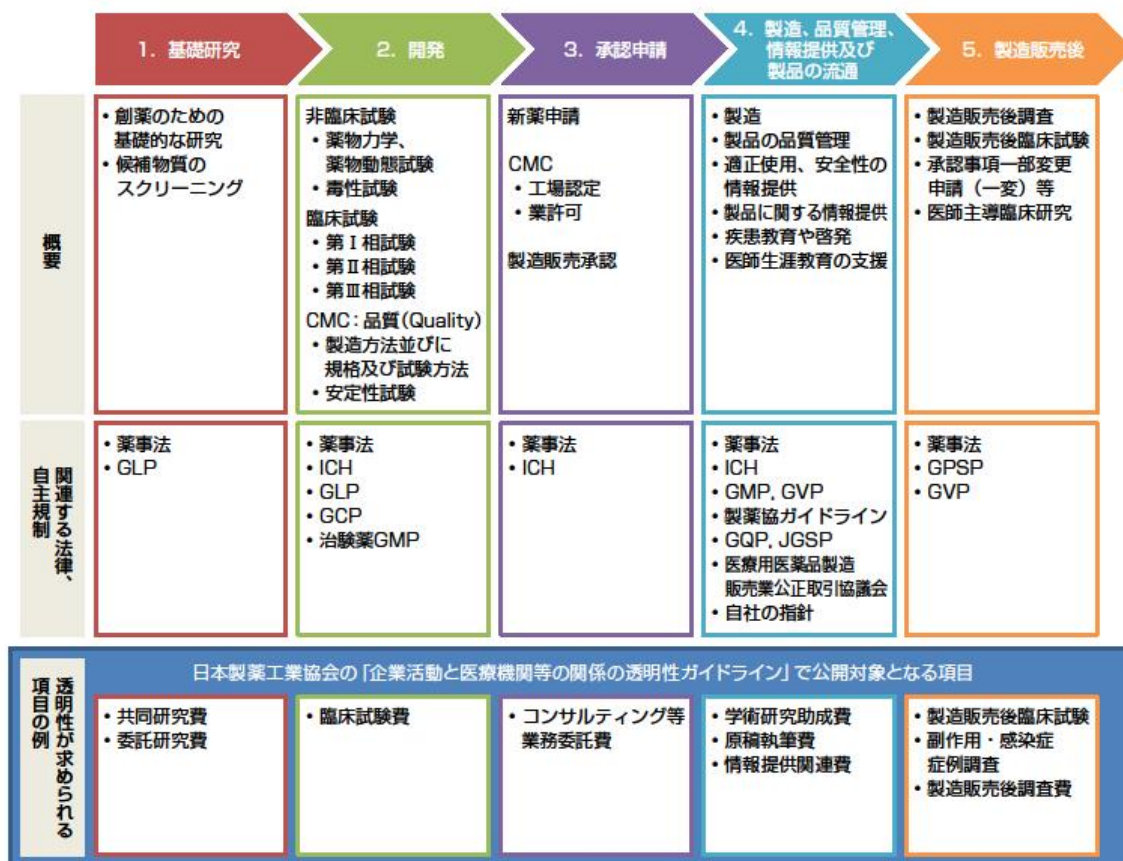 1. 基礎研究
2. 開発
3. 承認申請
4. 製造、品質管理、
情報提供及び
製品の流通
5. 製造販売後
概要
・創薬のための
基礎的な研究
・候補物質の
スクリーニング
非臨床試験
・薬物力学、
薬物動態試験
・毒性試験
臨床試験
・第Ⅰ相試験
・第Ⅱ相試験
・第Ⅲ相試験
CMC：品質(Quality)
・製造方法並びに
規格及び試験方法
・安定性試験
新薬申請
CMC
・工場認定
・業許可
製造販売承認
・製造
・製品の品質管理
・適正使用、安全性の
情報提供
・製品に関する情報提供
・疾患教育や啓発
・医師生涯教育の支援
・製造販売後調査
・製造販売後臨床試験
・承認事項一部変更
申請（一変）等
・医師主導臨床研究
関連する法律、
自主規制
・薬事法
・GLP
・薬事法
・ICH
・GLP
・GCP
・治験薬GMP
・薬事法
・ICH
・薬事法
・ICH
・GMP, GVP
・製薬協ガイドライン
・GQP, JGSP
・医療用医薬品製造
販売業公正取引協議会
・自社の指針
・薬事法
・GPSP
・GVP
日本製薬工業協会の「企業活動と医療機関等の関係の透明性ガイドライン」で公開対象となる項目
透明性が求められる
項目の例
・共同研究費
・委託研究費
・臨床試験費
・コンサルティング等
業務委託費
・学術研究助成費
・原稿執筆費
・情報提供関連費
・製造販売後臨床試験
・副作用・感染症
症例調査
・製造販売後調査費